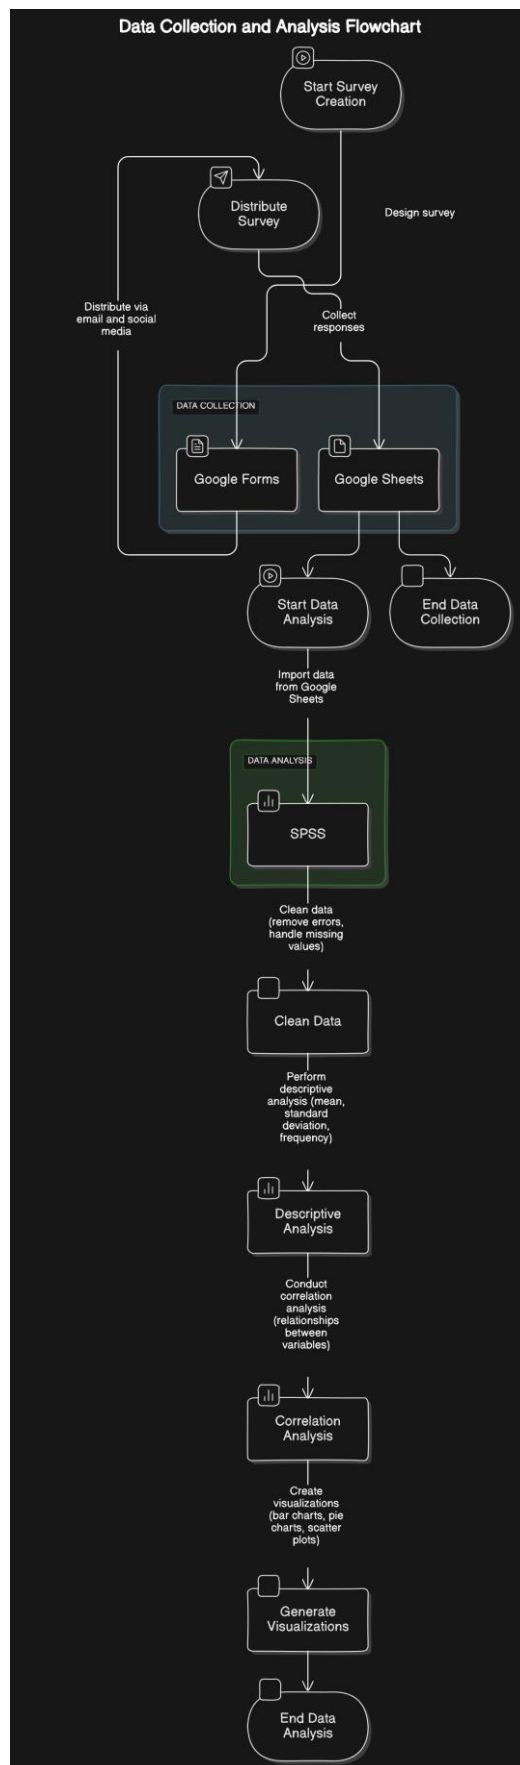 Data Collection and Analysis Flowchart
Start Survey
Creation
Distribute
Survey
Design survey
Distribute via
email and social
media
Collect
responses
DATA COLLECTION
Google Forms
Google Sheets
Start Data
Analysis
End Data
Collection
Import data
from Google
Sheets
DATA ANALYSIS
SPSS
Clean data
(remove errors,
handle missing
values)
Clean Data
Perform
descriptive
analysis (mean,
standard
deviation,
frequency)
Descriptive
Analysis
Conduct
correlation
analysis
(relationships
between
variables)
Correlation
Analysis
Create
visualizations
(bar charts, pie
charts, scatter
plots)
Generate
Visualizations
End Data
Analysis